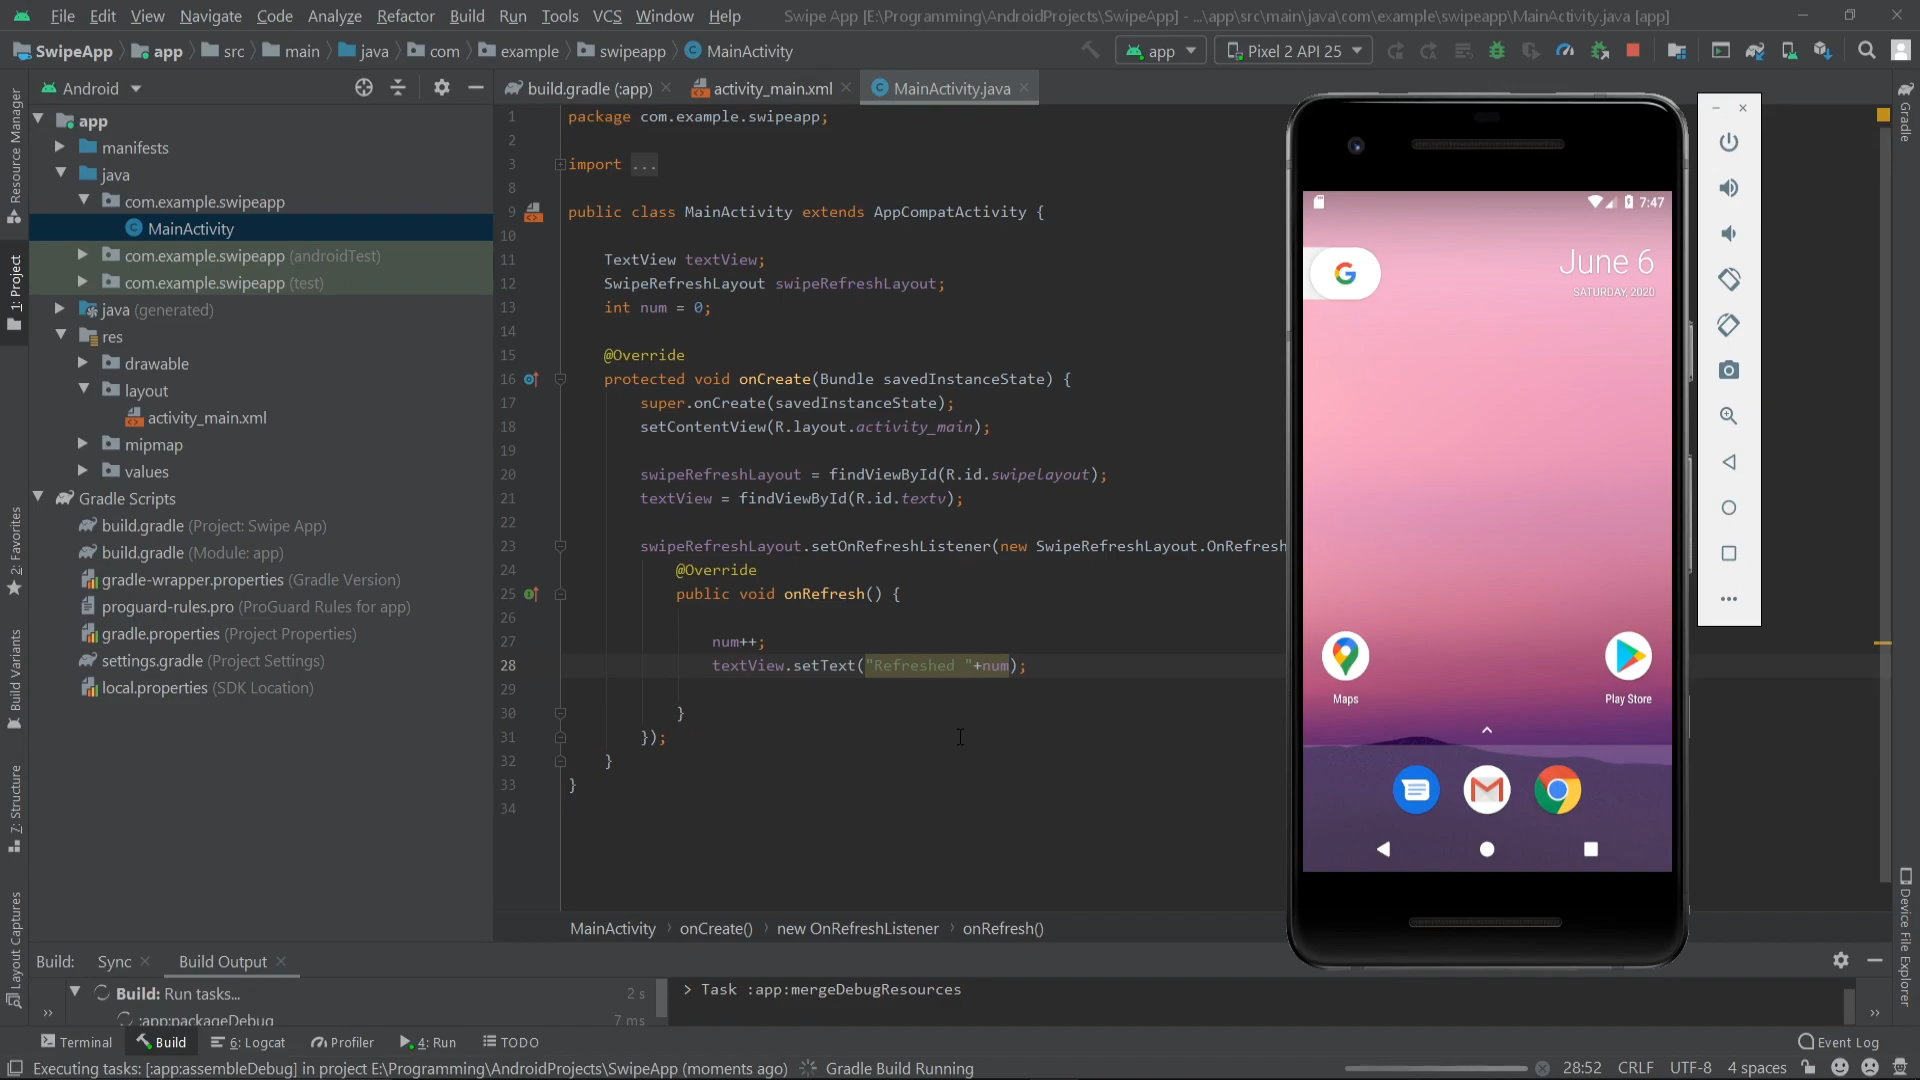 File Edit View Navigate Code Analyze Refactor Build Run Tools VCS Window Help Swipe App [E:\Programming\AndroidProjects\SwipeApp] - ...\app\src\main\java\com\example\swipeapp\MainActivity.java [app]
SwipeApp app src main java com example swipeapp MainActivity app Pixel 2 API 25
Android
build.gradle (:app) activity_main.xml MainActivity.java
Resource Manager
1: Project
2: Favorites
Build Variants
7: Structure
Layout Captures
app
manifests
java
com.example.swipeapp
MainActivity
com.example.swipeapp (androidTest)
com.example.swipeapp (test)
java (generated)
res
drawable
layout
activity_main.xml
mipmap
values
Gradle Scripts
build.gradle (Project: Swipe App)
build.gradle (Module: app)
gradle-wrapper.properties (Gradle Version)
proguard-rules.pro (ProGuard Rules for app)
gradle.properties (Project Properties)
settings.gradle (Project Settings)
local.properties (SDK Location)
1 package com.example.swipeapp;
2
3 import ...
8
9 public class MainActivity extends AppCompatActivity {
10
11 TextView textView;
12 SwipeRefreshLayout swipeRefreshLayout;
13 int num = 0;
14
15 @Override
16 protected void onCreate(Bundle savedInstanceState) {
17 super.onCreate(savedInstanceState);
18 setContentView(R.layout.activity_main);
19
20 swipeRefreshLayout = findViewById(R.id.swipelayout);
21 textView = findViewById(R.id.textv);
22
23 swipeRefreshLayout.setOnRefreshListener(new SwipeRefreshLayout.OnRefresh
24 @Override
25 public void onRefresh() {
26
27 num++;
28 textView.setText("Refreshed "+num);
29
30 }
31 });
32 }
33 }
34
MainActivity onCreate() new OnRefreshListener onRefresh()
7:47
June 6
SATURDAY, 2020
G
Maps
Play Store
Gradle
Device File Explorer
Build: Sync Build Output
Build: Run tasks... 2 s
:app:packageDebug 7 ms
> Task :app:mergeDebugResources
Terminal Build 6: Logcat Profiler 4: Run TODO Event Log
Executing tasks: [:app:assembleDebug] in project E:\Programming\AndroidProjects\SwipeApp (moments ago) Gradle Build Running 28:52 CRLF UTF-8 4 spaces